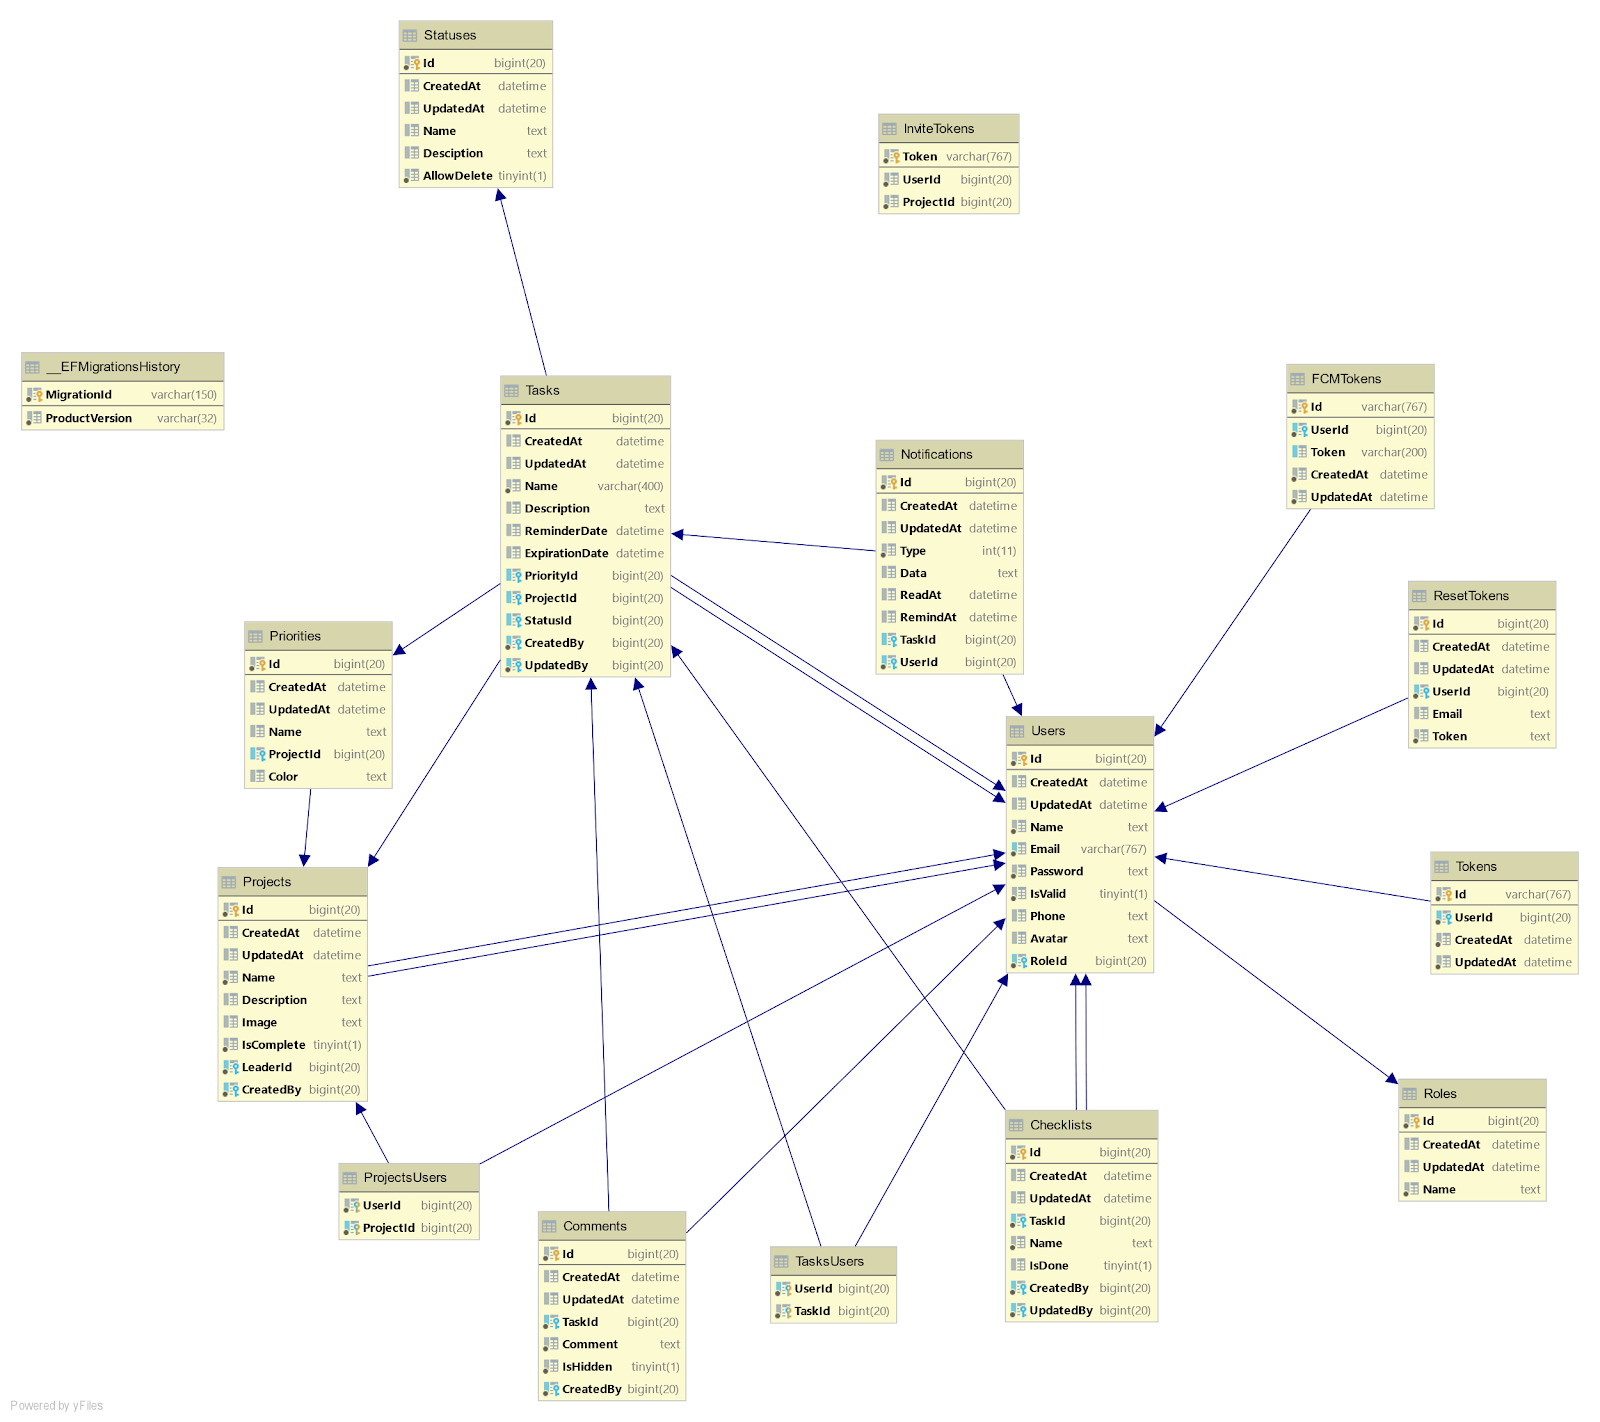 Statuses
Id bigint(20)
CreatedAt datetime
UpdatedAt datetime
Name text
Desciption text
AllowDelete tinyint(1)
InviteTokens
Token varchar(767)
UserId bigint(20)
ProjectId bigint(20)
__EFMigrationsHistory
MigrationId varchar(150)
ProductVersion varchar(32)
Tasks
Id bigint(20)
CreatedAt datetime
UpdatedAt datetime
Name varchar(400)
Description text
ReminderDate datetime
ExpirationDate datetime
PriorityId bigint(20)
ProjectId bigint(20)
StatusId bigint(20)
CreatedBy bigint(20)
UpdatedBy bigint(20)
FCMTokens
Id varchar(767)
UserId bigint(20)
Token varchar(200)
CreatedAt datetime
UpdatedAt datetime
Notifications
Id bigint(20)
CreatedAt datetime
UpdatedAt datetime
Type int(11)
Data text
ReadAt datetime
RemindAt datetime
TaskId bigint(20)
UserId bigint(20)
ResetTokens
Id bigint(20)
CreatedAt datetime
UpdatedAt datetime
UserId bigint(20)
Email text
Token text
Priorities
Id bigint(20)
CreatedAt datetime
UpdatedAt datetime
Name text
ProjectId bigint(20)
Color text
Users
Id bigint(20)
CreatedAt datetime
UpdatedAt datetime
Name text
Email varchar(767)
Password text
IsValid tinyint(1)
Phone text
Avatar text
RoleId bigint(20)
Tokens
Id varchar(767)
UserId bigint(20)
CreatedAt datetime
UpdatedAt datetime
Projects
Id bigint(20)
CreatedAt datetime
UpdatedAt datetime
Name text
Description text
Image text
IsComplete tinyint(1)
LeaderId bigint(20)
CreatedBy bigint(20)
Roles
Id bigint(20)
CreatedAt datetime
UpdatedAt datetime
Name text
Checklists
Id bigint(20)
CreatedAt datetime
UpdatedAt datetime
TaskId bigint(20)
Name text
IsDone tinyint(1)
CreatedBy bigint(20)
UpdatedBy bigint(20)
ProjectsUsers
UserId bigint(20)
ProjectId bigint(20)
Comments
Id bigint(20)
CreatedAt datetime
UpdatedAt datetime
TaskId bigint(20)
Comment text
IsHidden tinyint(1)
CreatedBy bigint(20)
TasksUsers
UserId bigint(20)
TaskId bigint(20)
Powered by yFiles